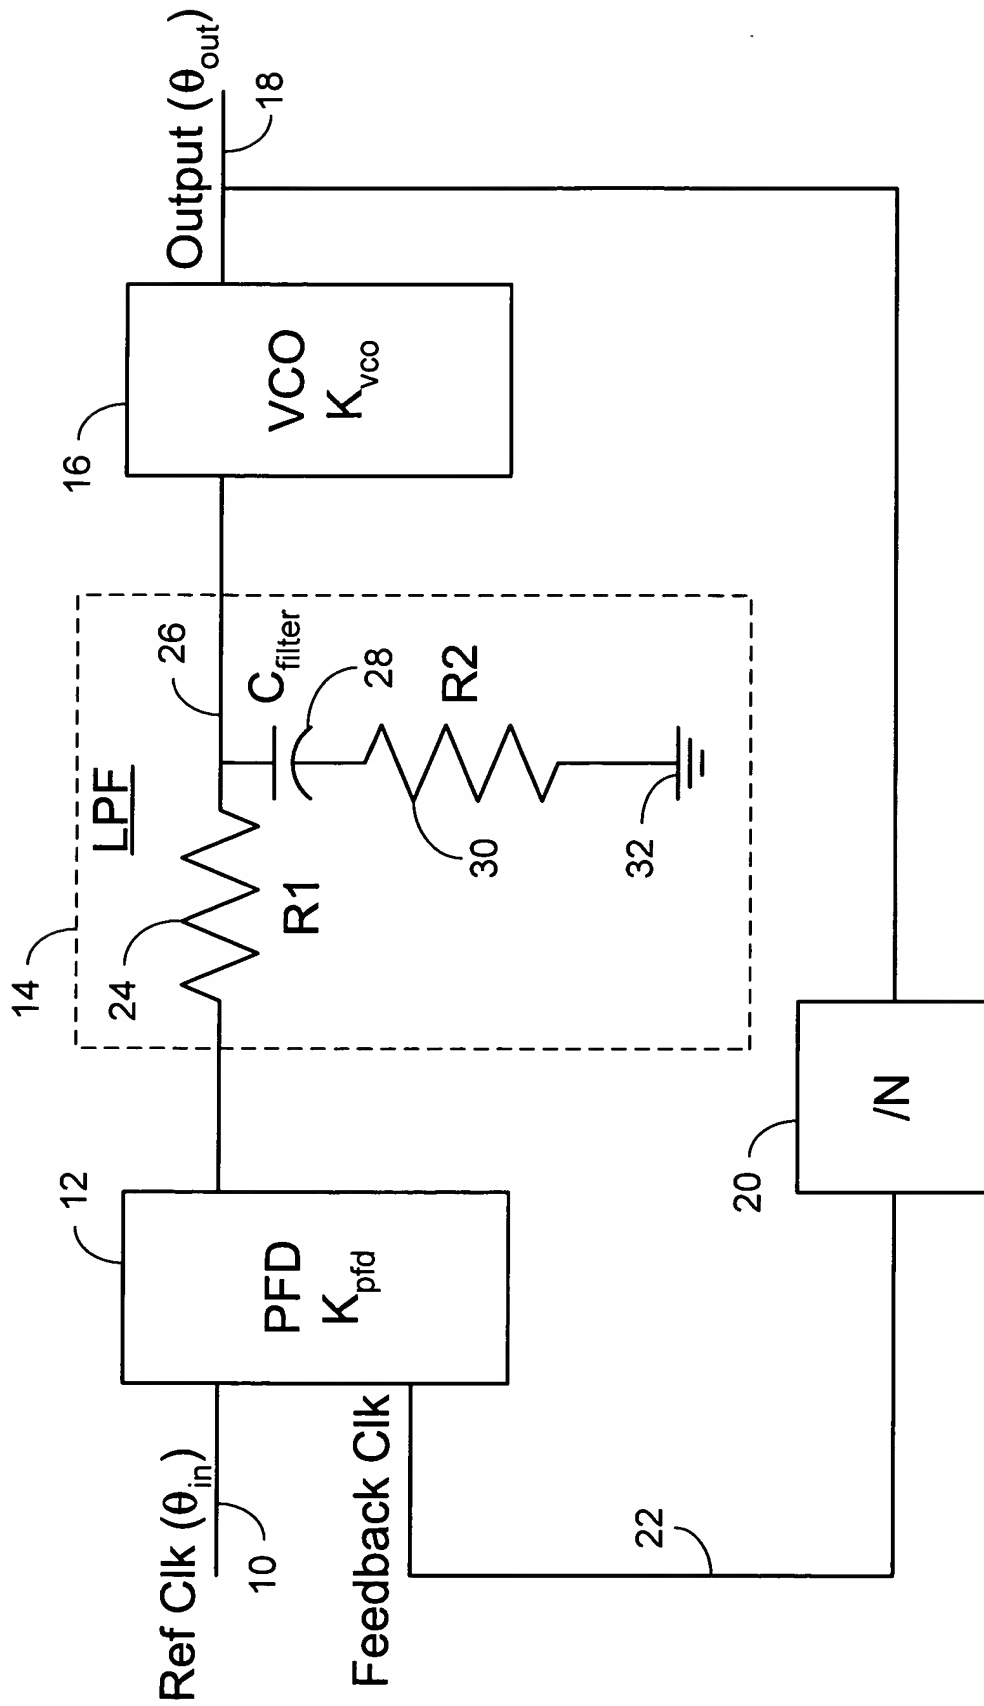 Ref Clk (θin)
10
Feedback Clk
22
12
PFD
Kpfd
14
LPF
24
R1
26
Cfilter
28
30
R2
32
16
VCO
Kvco
Output (θout)
18
20
/N